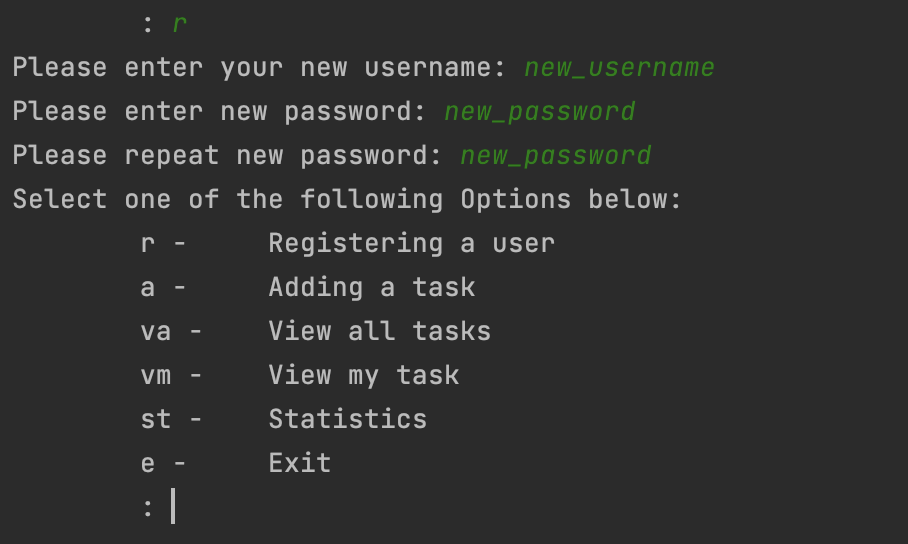 : r
Please enter your new username: new_username
Please enter new password: new_password
Please repeat new password: new_password
Select one of the following Options below:
r -     Registering a user
a -     Adding a task
va -    View all tasks
vm -    View my task
st -    Statistics
e -     Exit
: